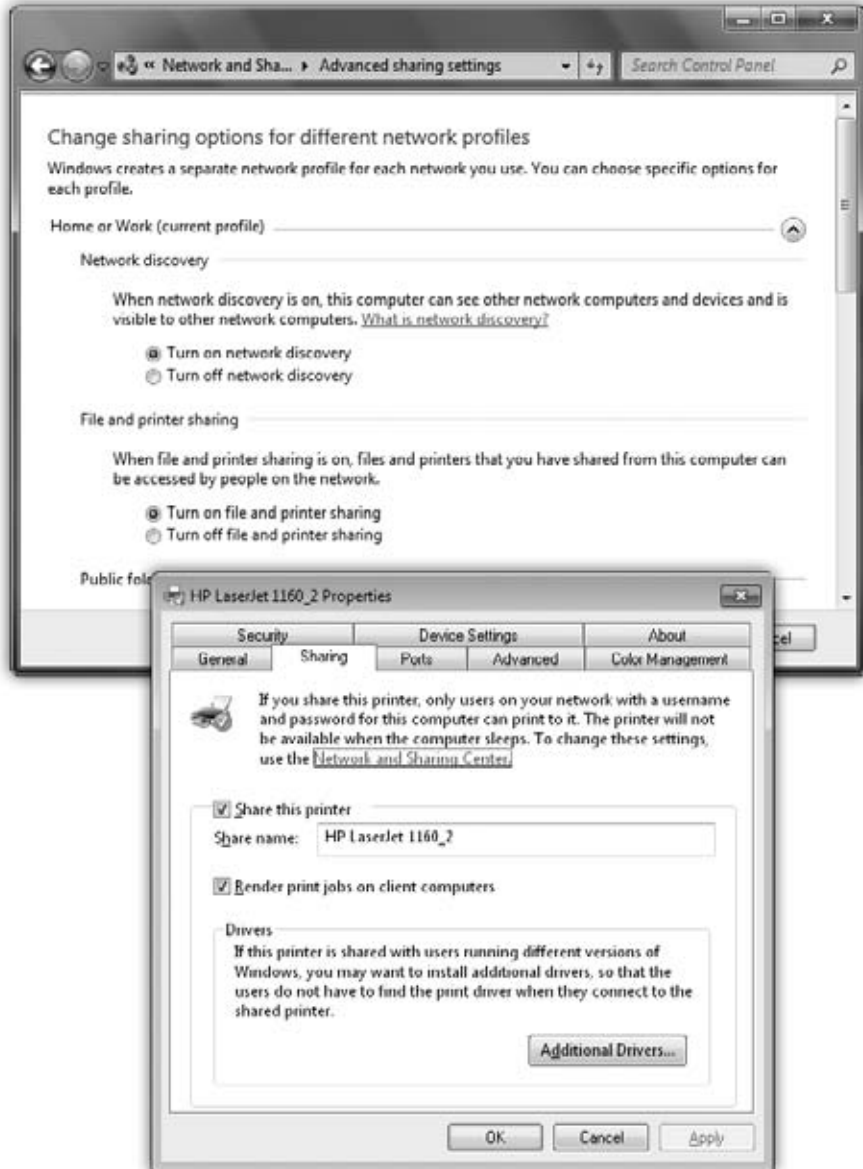 « Network and Sha... ▸ Advanced sharing settings
Search Control Panel
Change sharing options for different network profiles
Windows creates a separate network profile for each network you use. You can choose specific options for
each profile.
Home or Work (current profile)
Network discovery
When network discovery is on, this computer can see other network computers and devices and is
visible to other network computers. What is network discovery?
Turn on network discovery
Turn off network discovery
File and printer sharing
When file and printer sharing is on, files and printers that you have shared from this computer can
be accessed by people on the network.
Turn on file and printer sharing
Turn off file and printer sharing
Public fol
cel
HP LaserJet 1160_2 Properties
Security Device Settings About
General Sharing Ports Advanced Color Management
If you share this printer, only users on your network with a username
and password for this computer can print to it. The printer will not
be available when the computer sleeps. To change these settings,
use the Network and Sharing Center.
Share this printer
Share name: HP LaserJet 1160_2
Render print jobs on client computers
Drivers
If this printer is shared with users running different versions of
Windows, you may want to install additional drivers, so that the
users do not have to find the print driver when they connect to the
shared printer.
Additional Drivers...
OK Cancel Apply